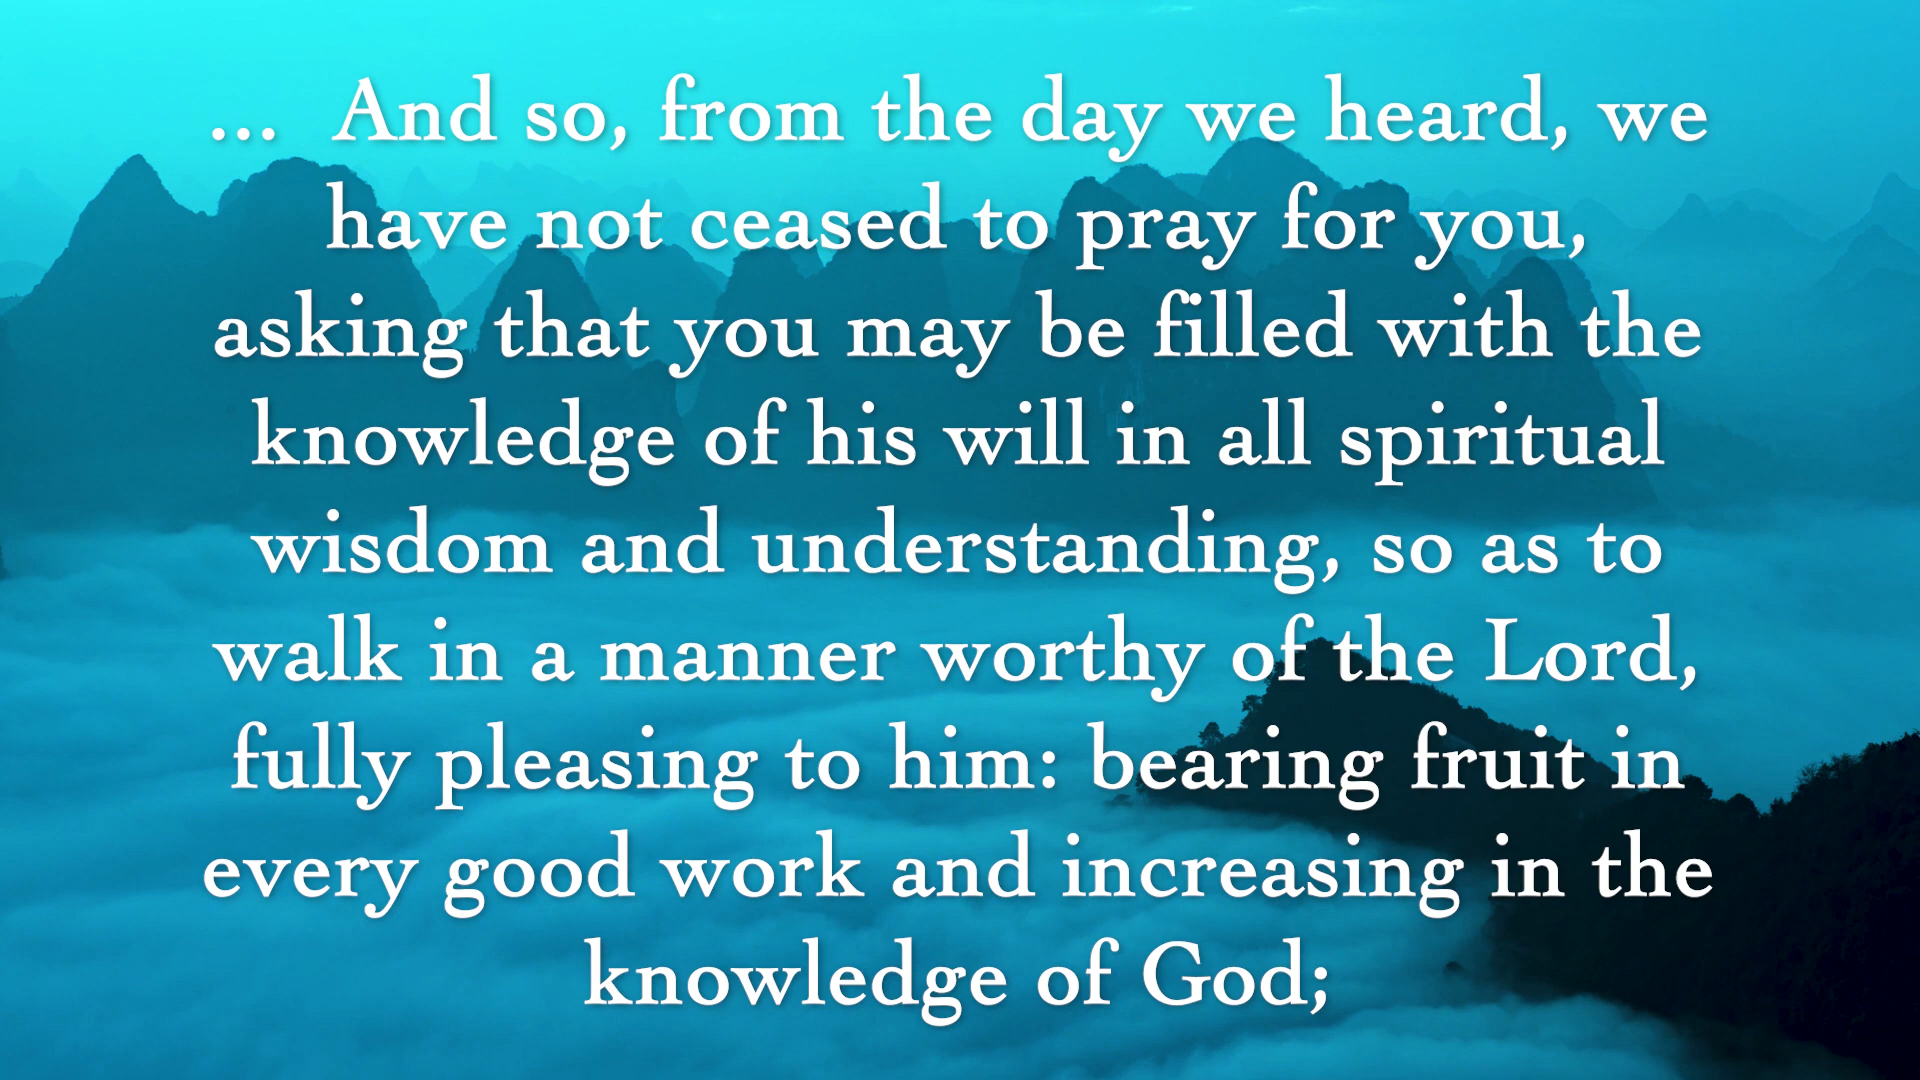 ... And so, from the day we heard, we
have not ceased to pray for you,
asking that you may be filled with the
knowledge of his will in all spiritual
wisdom and understanding, so as to
walk in a manner worthy of the Lord,
fully pleasing to him: bearing fruit in
every good work and increasing in the
knowledge of God;